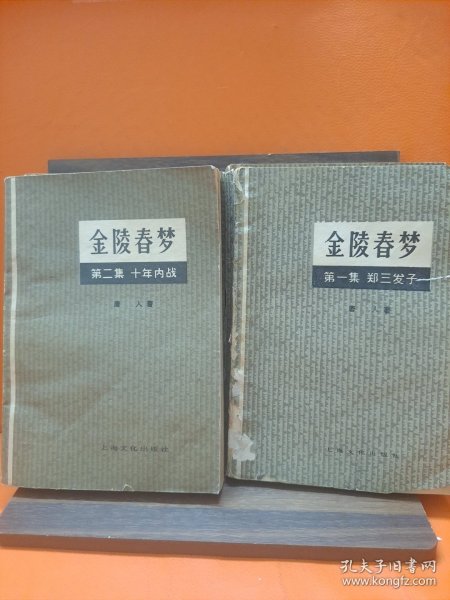 金陵春梦
第二集 十年内战
唐人著
上海文化出版社
金陵春梦
第一集 郑三发子
唐人著
上海文化出版社
孔夫子旧书网
www.kongfz.com